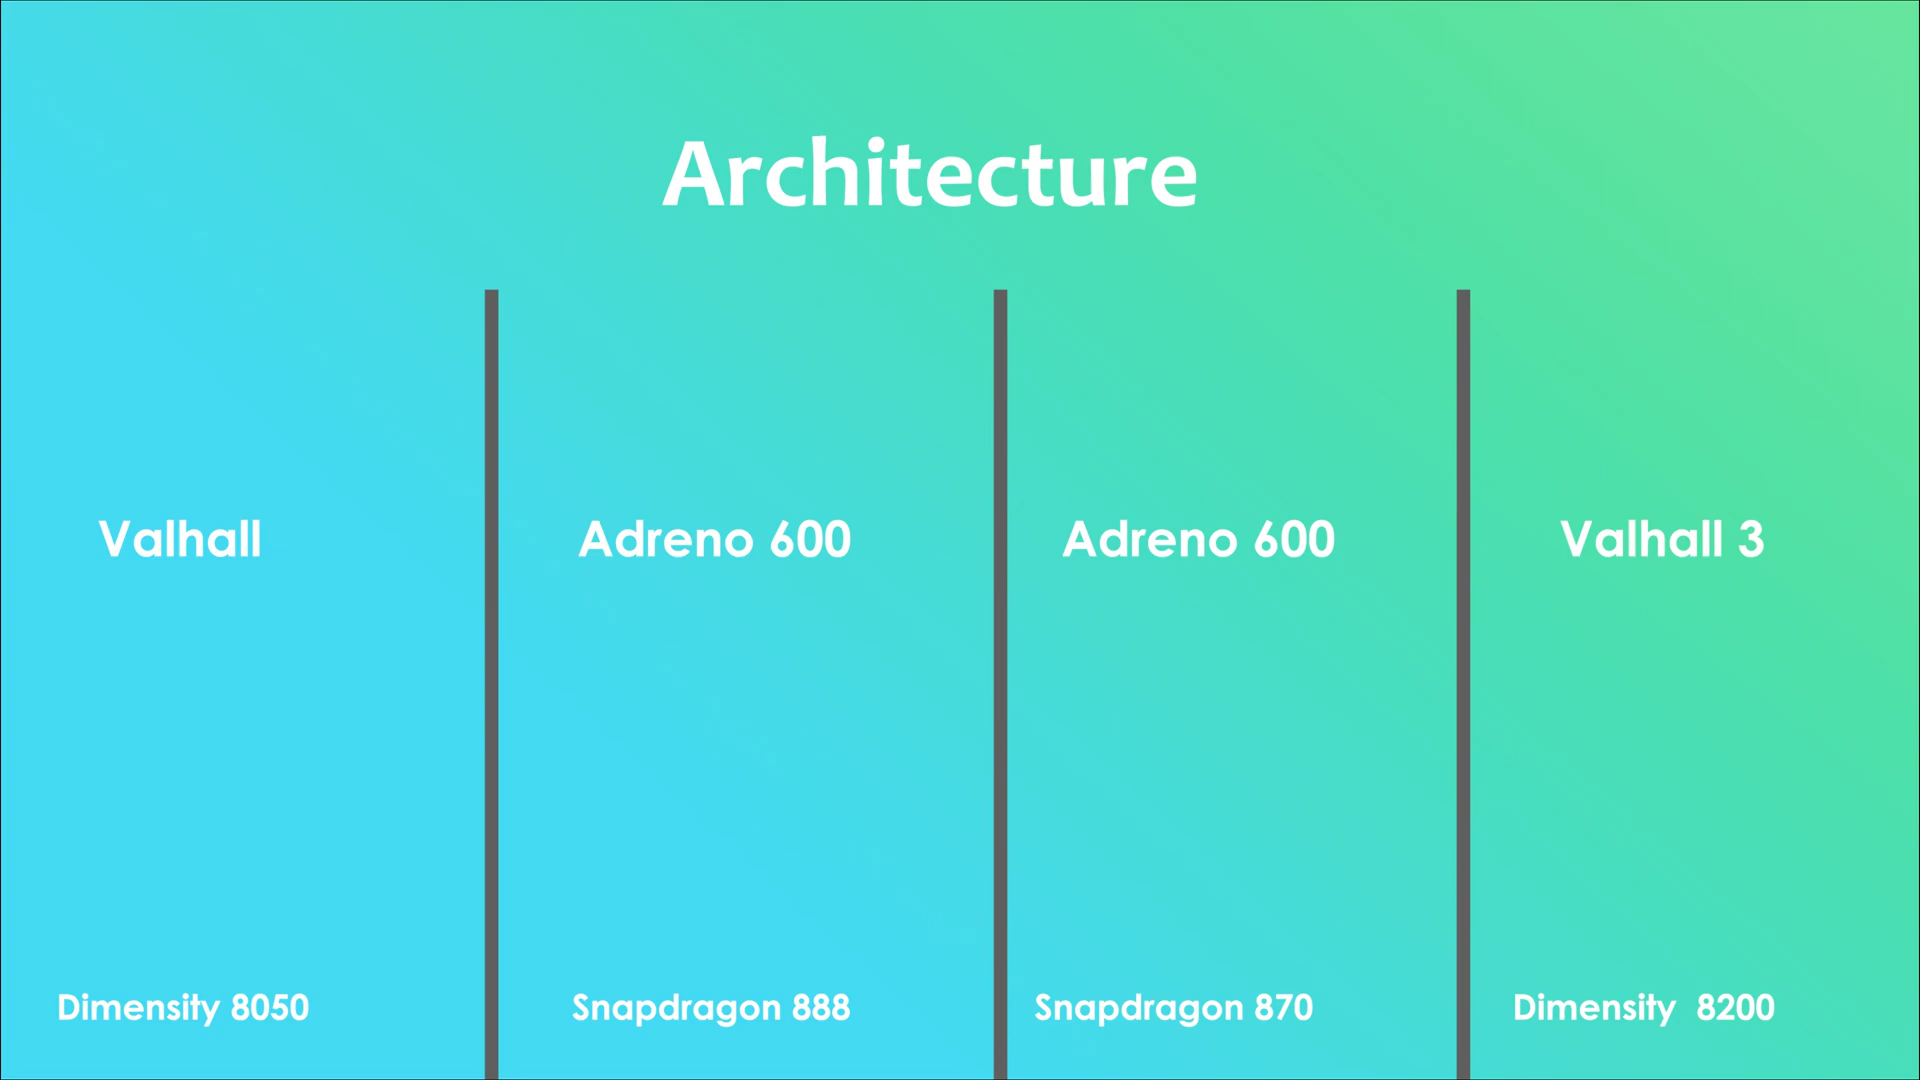 Architecture
Valhall
Adreno 600
Adreno 600
Valhall 3
Dimensity 8050
Snapdragon 888
Snapdragon 870
Dimensity  8200